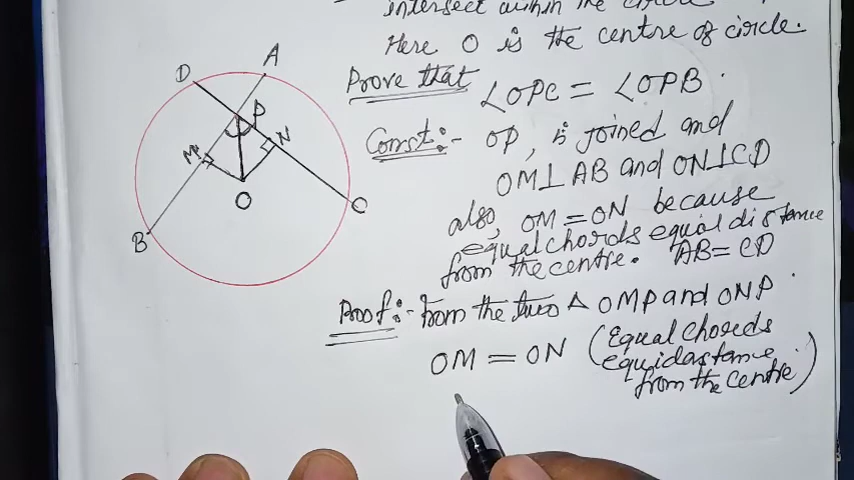 intersect within the circle
Here O is the centre of circle.
Prove that ∠OPC = ∠OPB.
Const:- OP, is joined and
OM⊥AB and ON⊥CD
also, OM = ON because
equal chords equal distance
from the centre. AB = CD
Proof:- from the two △ OMP and ONP.
OM = ON (Equal chords
equidastance
from the centre)
D
A
P
M
N
O
B
C